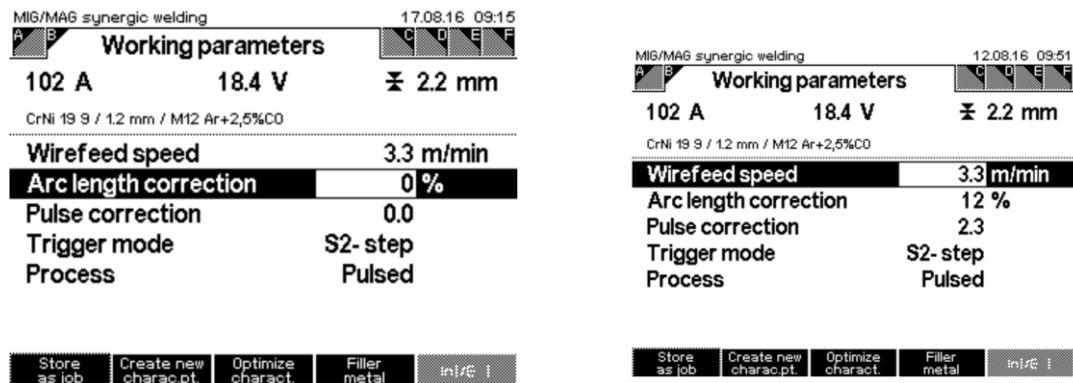 MIG/MAG synergic welding 17.08.16 09:15
A B Working parameters C D E F
102 A 18.4 V 2.2 mm
CrNi 19 9 / 1.2 mm / M12 Ar+2,5%CO
Wirefeed speed 3.3 m/min
Arc length correction 0 %
Pulse correction 0.0
Trigger mode S2- step
Process Pulsed
Store as job
Create new charac.pt.
Optimize charact.
Filler metal
MIG/MAG synergic welding 12.08.16 09:51
A B Working parameters C D E F
102 A 18.4 V 2.2 mm
CrNi 19 9 / 1.2 mm / M12 Ar+2,5%CO
Wirefeed speed 3.3 m/min
Arc length correction 12 %
Pulse correction 2.3
Trigger mode S2- step
Process Pulsed
Store as job
Create new charac.pt.
Optimize charact.
Filler metal